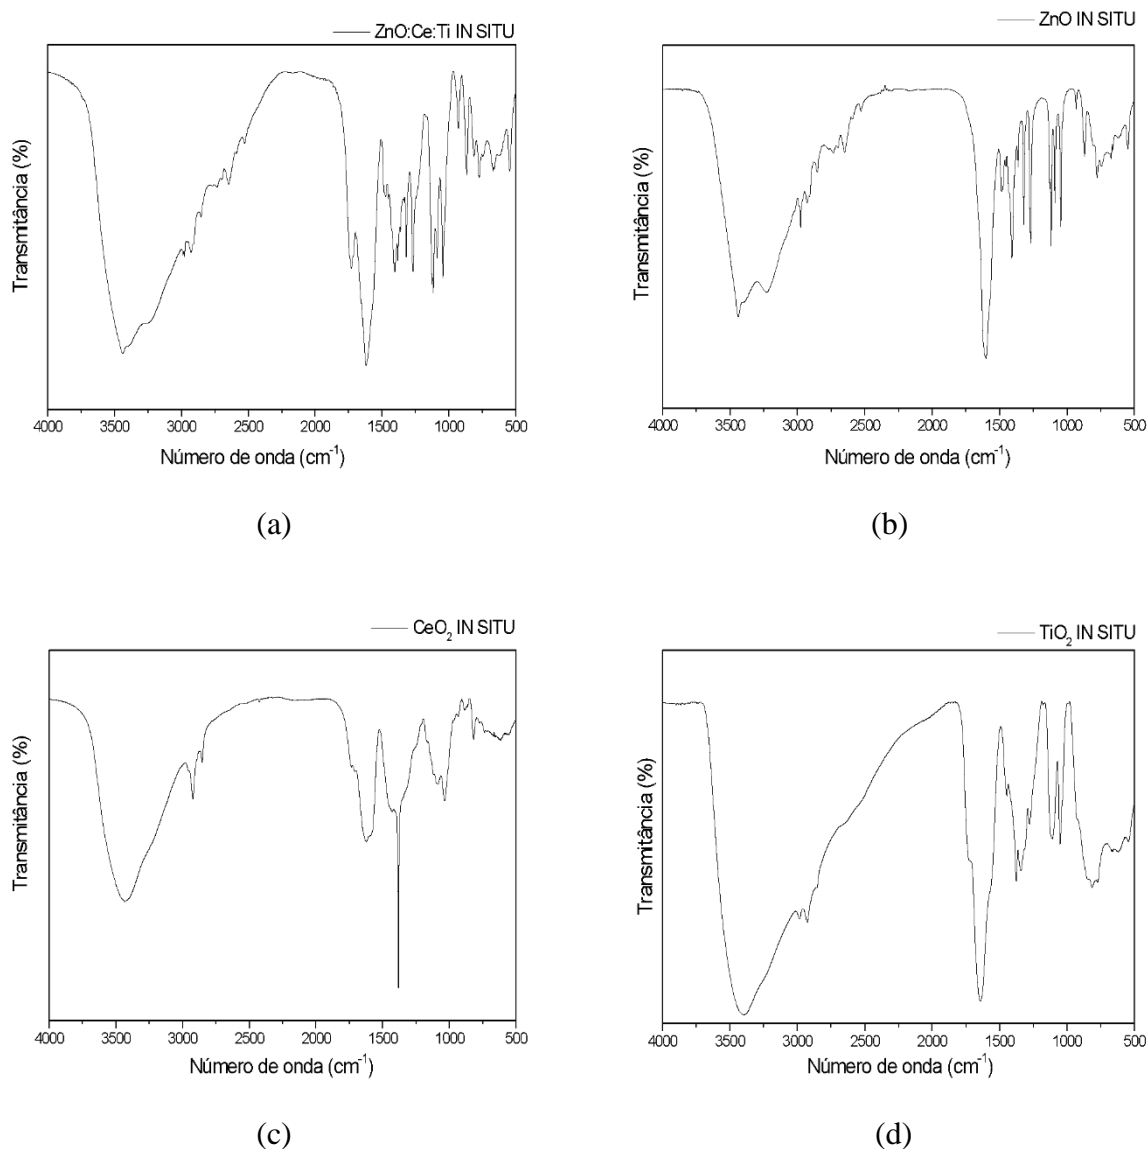 ZnO:Ce:Ti IN SITU
Transmitância (%)
4000 3500 3000 2500 2000 1500 1000 500
Número de onda (cm⁻¹)
(a)
ZnO IN SITU
Transmitância (%)
4000 3500 3000 2500 2000 1500 1000 500
Número de onda (cm⁻¹)
(b)
CeO₂ IN SITU
Transmitância (%)
4000 3500 3000 2500 2000 1500 1000 500
Número de onda (cm⁻¹)
(c)
TiO₂ IN SITU
Transmitância (%)
4000 3500 3000 2500 2000 1500 1000 500
Número de onda (cm⁻¹)
(d)